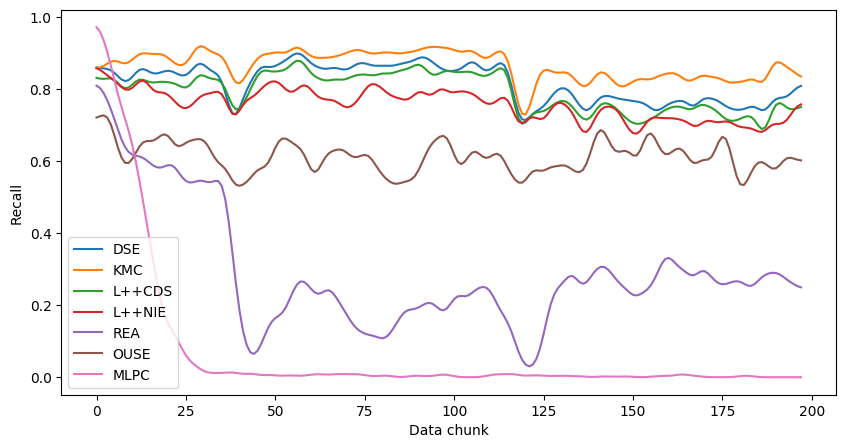 1.0
0.8
0.6
0.4
0.2
0.0
Recall
DSE
KMC
L++CDS
L++NIE
REA
OUSE
MLPC
0 25 50 75 100 125 150 175 200
Data chunk